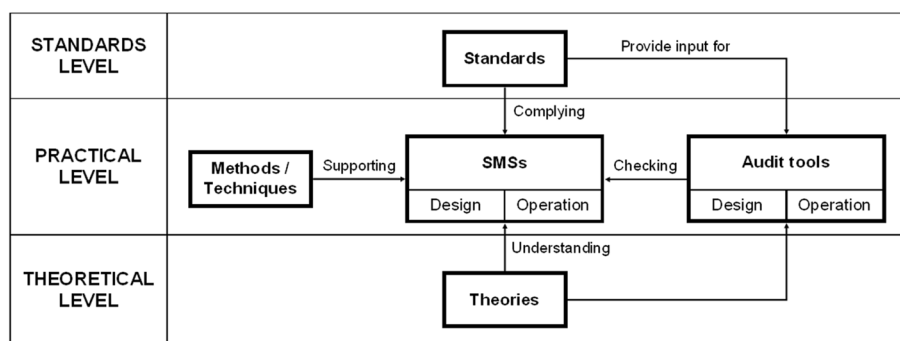 STANDARDS
LEVEL
Standards
Provide input for
Complying
PRACTICAL
LEVEL
Methods /
Techniques
Supporting
SMSs
Design
Operation
Checking
Audit tools
Design
Operation
THEORETICAL
LEVEL
Understanding
Theories